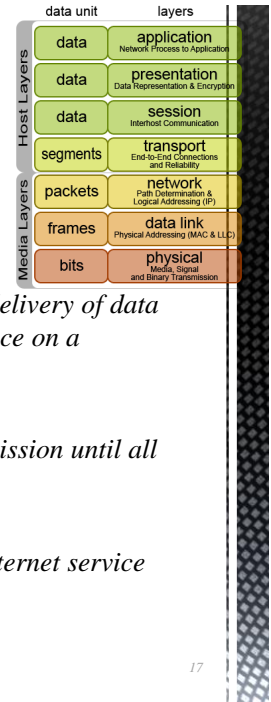 data unit layers
Host Layers
data application
Network Process to Application
data presentation
Data Representation & Encryption
data session
Interhost Communication
segments transport
End-to-End Connections
and Reliability
Media Layers
packets network
Path Determination &
Logical Addressing (IP)
frames data link
Physical Addressing (MAC & LLC)
bits physical
Media, Signal
and Binary Transmission
delivery of data
ce on a
ission until all
ternet service
17